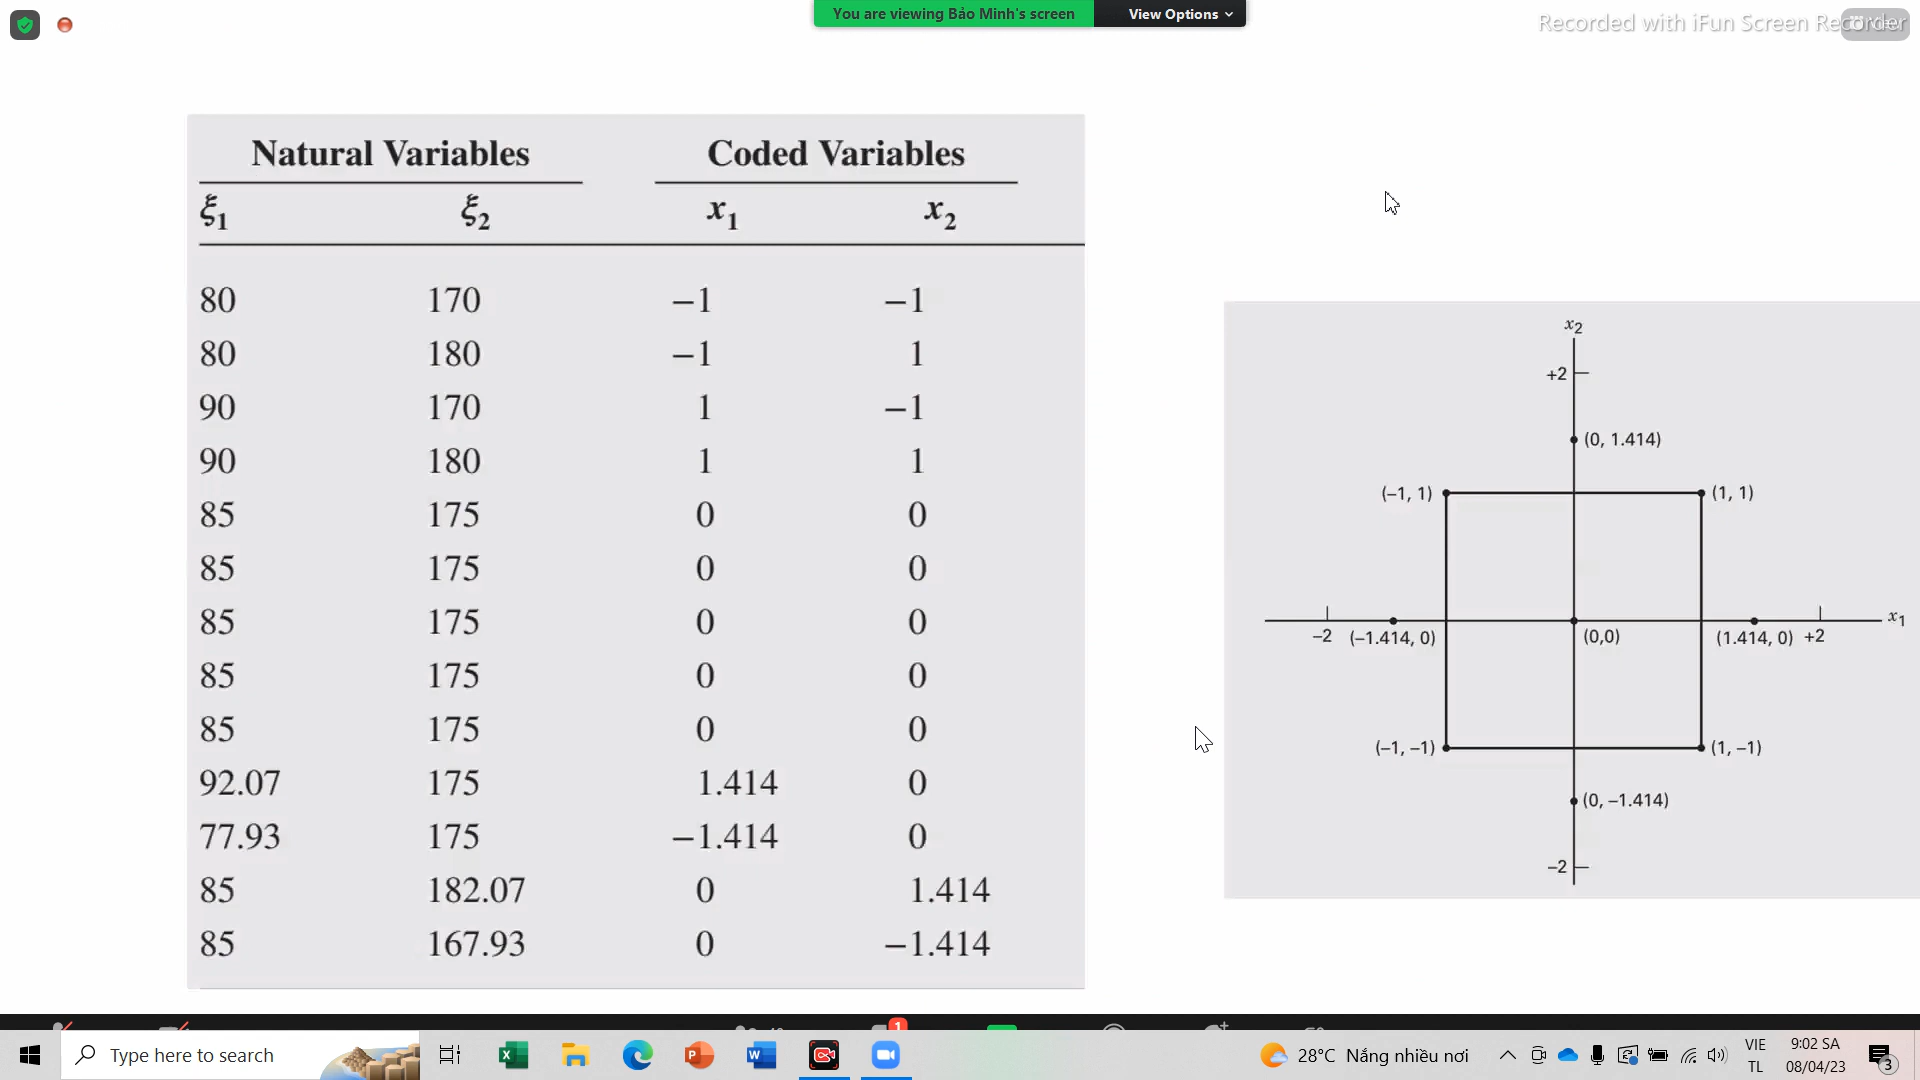 You are viewing Bảo Minh's screen View Options
Recorded with iFun Screen Recorder
Natural Variables Coded Variables
ξ1 ξ2 x1 x2
80 170 −1 −1
80 180 −1 1
90 170 1 −1
90 180 1 1
85 175 0 0
85 175 0 0
85 175 0 0
85 175 0 0
85 175 0 0
92.07 175 1.414 0
77.93 175 −1.414 0
85 182.07 0 1.414
85 167.93 0 −1.414
x2
+2
(0, 1.414)
(−1, 1) (1, 1)
x1
−2 (−1.414, 0) (0,0) (1.414, 0) +2
(−1, −1) (1, −1)
(0, −1.414)
−2
1
Type here to search
28°C Nắng nhiều nơi
VIE
TL
9:02 SA
08/04/23
3